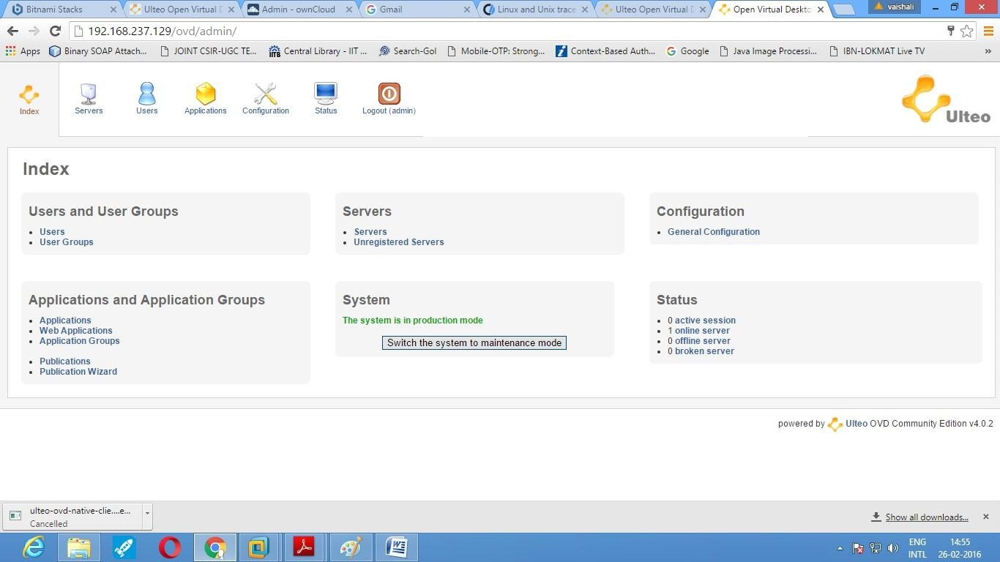 Bitnami Stacks
Ulteo Open Virtual D
Admin - ownCloud
Gmail
Linux and Unix trace
Ulteo Open Virtual D
Open Virtual Deskto
vaishali
192.168.237.129/ovd/admin/
Apps
Binary SOAP Attach...
JOINT CSIR-UGC TE...
Central Library - IIT ...
Search-Gol
Mobile-OTP: Strong...
Context-Based Auth...
Google
Java Image Processi...
IBN-LOKMAT Live TV
»
Index
Servers
Users
Applications
Configuration
Status
Logout (admin)
Ulteo
Index
Users and User Groups
Users
User Groups
Servers
Servers
Unregistered Servers
Configuration
General Configuration
Applications and Application Groups
Applications
Web Applications
Application Groups
Publications
Publication Wizard
System
The system is in production mode
Switch the system to maintenance mode
Status
0 active session
1 online server
0 offline server
0 broken server
powered by Ulteo OVD Community Edition v4.0.2
ulteo-ovd-native-clie....e...
Cancelled
Show all downloads...
ENG
INTL
14:55
26-02-2016